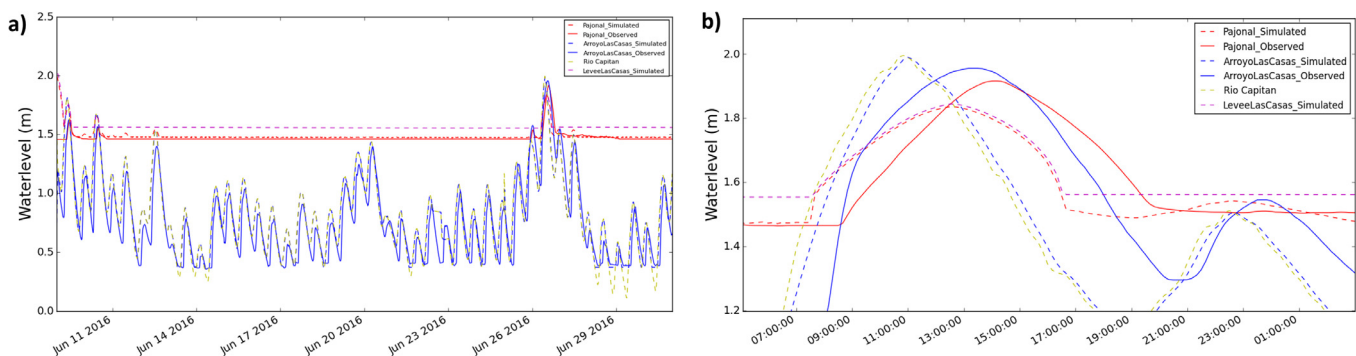 a)
Waterlevel (m)
2.5
2.0
1.5
1.0
0.5
0.0
Pajonal_Simulated
Pajonal_Observed
ArroyoLasCasas_Simulated
ArroyoLasCasas_Observed
Rio Capitan
LeveeLasCasas_Simulated
Jun 11 2016
Jun 14 2016
Jun 17 2016
Jun 20 2016
Jun 23 2016
Jun 26 2016
Jun 29 2016
b)
Waterlevel (m)
2.0
1.8
1.6
1.4
1.2
Pajonal_Simulated
Pajonal_Observed
ArroyoLasCasas_Simulated
ArroyoLasCasas_Observed
Rio Capitan
LeveeLasCasas_Simulated
07:00:00
09:00:00
11:00:00
13:00:00
15:00:00
17:00:00
19:00:00
21:00:00
23:00:00
01:00:00